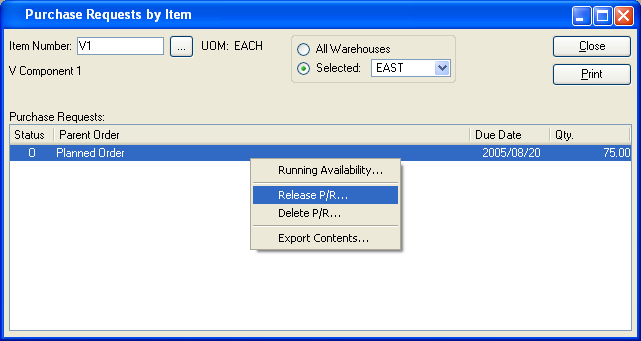 Purchase Requests by Item
Item Number: V1 ... UOM: EACH
All Warehouses
Selected: EAST
Close
Print
V Component 1
Purchase Requests:
Status Parent Order Due Date Qty.
O Planned Order 2005/08/20 75.00
Running Availability...
Release P/R...
Delete P/R...
Export Contents...